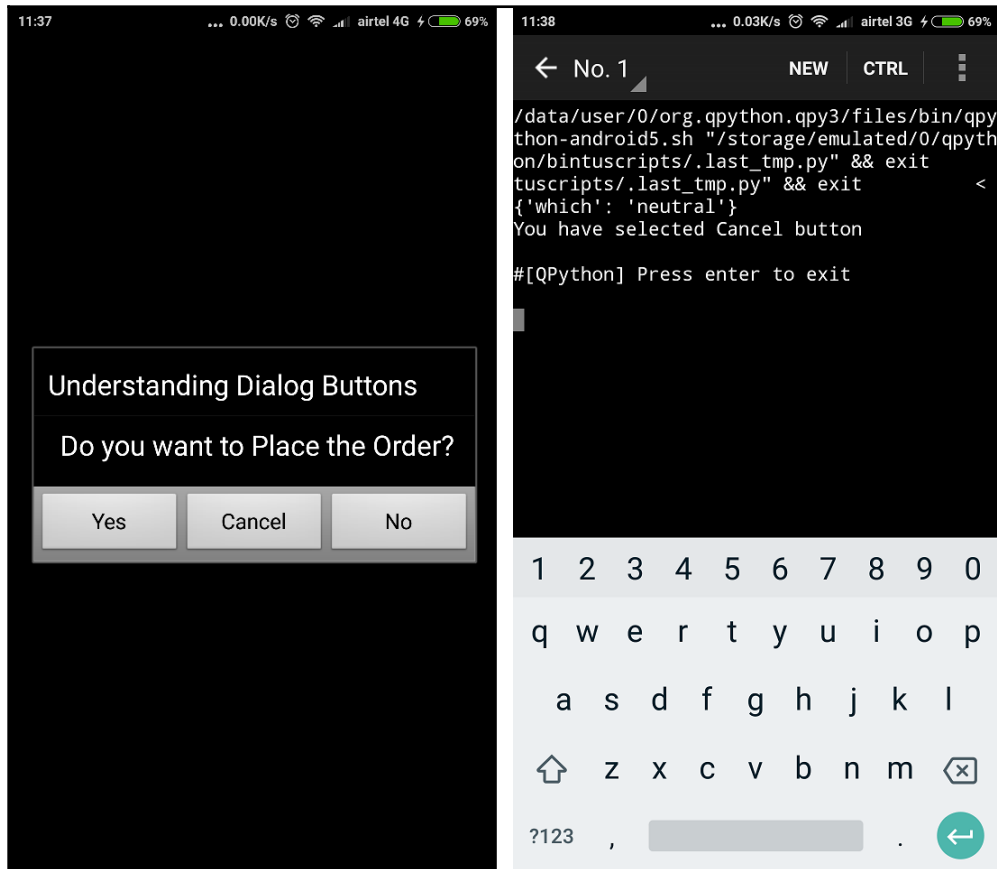 11:37 ... 0.00K/s airtel 4G 69%
Understanding Dialog Buttons
Do you want to Place the Order?
Yes Cancel No
11:38 ... 0.03K/s airtel 3G 69%
No. 1 NEW CTRL
/data/user/0/org.qpython.qpy3/files/bin/qpy
thon-android5.sh "/storage/emulated/0/qpyth
on/bintuscripts/.last_tmp.py" && exit
tuscripts/.last_tmp.py" && exit <
{'which': 'neutral'}
You have selected Cancel button
#[QPython] Press enter to exit
1 2 3 4 5 6 7 8 9 0
q w e r t y u i o p
a s d f g h j k l
z x c v b n m
?123 , .